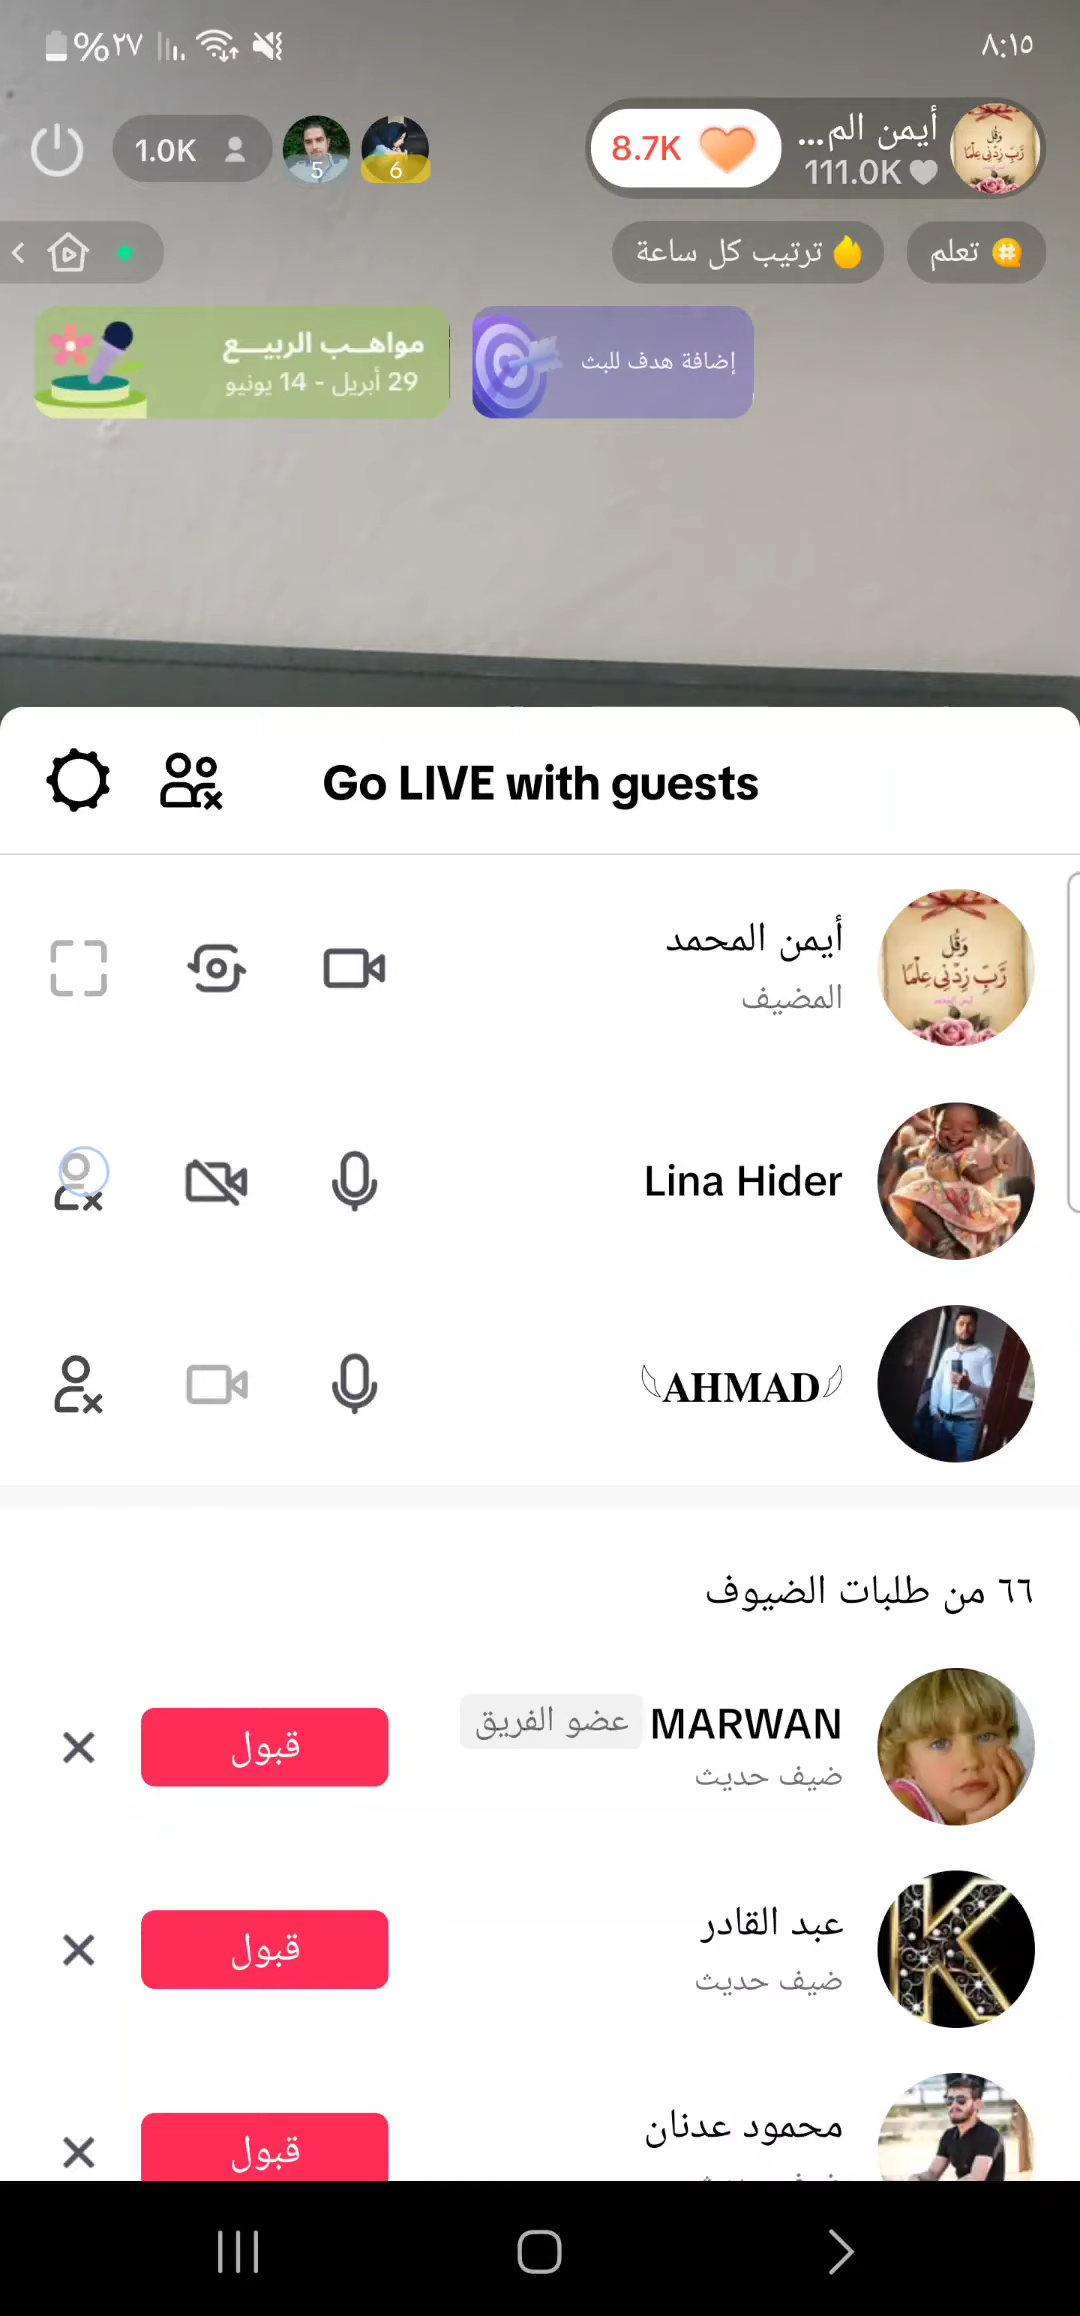 ٨:١٥
%٢٧
أيمن الم...
111.0K
8.7K
6
5
1.0K
تعلم
ترتيب كل ساعة
إضافة هدف للبث
مواهب الربيع
29 أبريل - 14 يونيو
Go LIVE with guests
أيمن المحمد
المضيف
وَقُل
رَّبِّ زِدْنِي عِلْمًا
Lina Hider
AHMAD
٦٦ من طلبات الضيوف
MARWAN عضو الفريق
ضيف حديث
قبول
عبد القادر
ضيف حديث
قبول
محمود عدنان
قبول